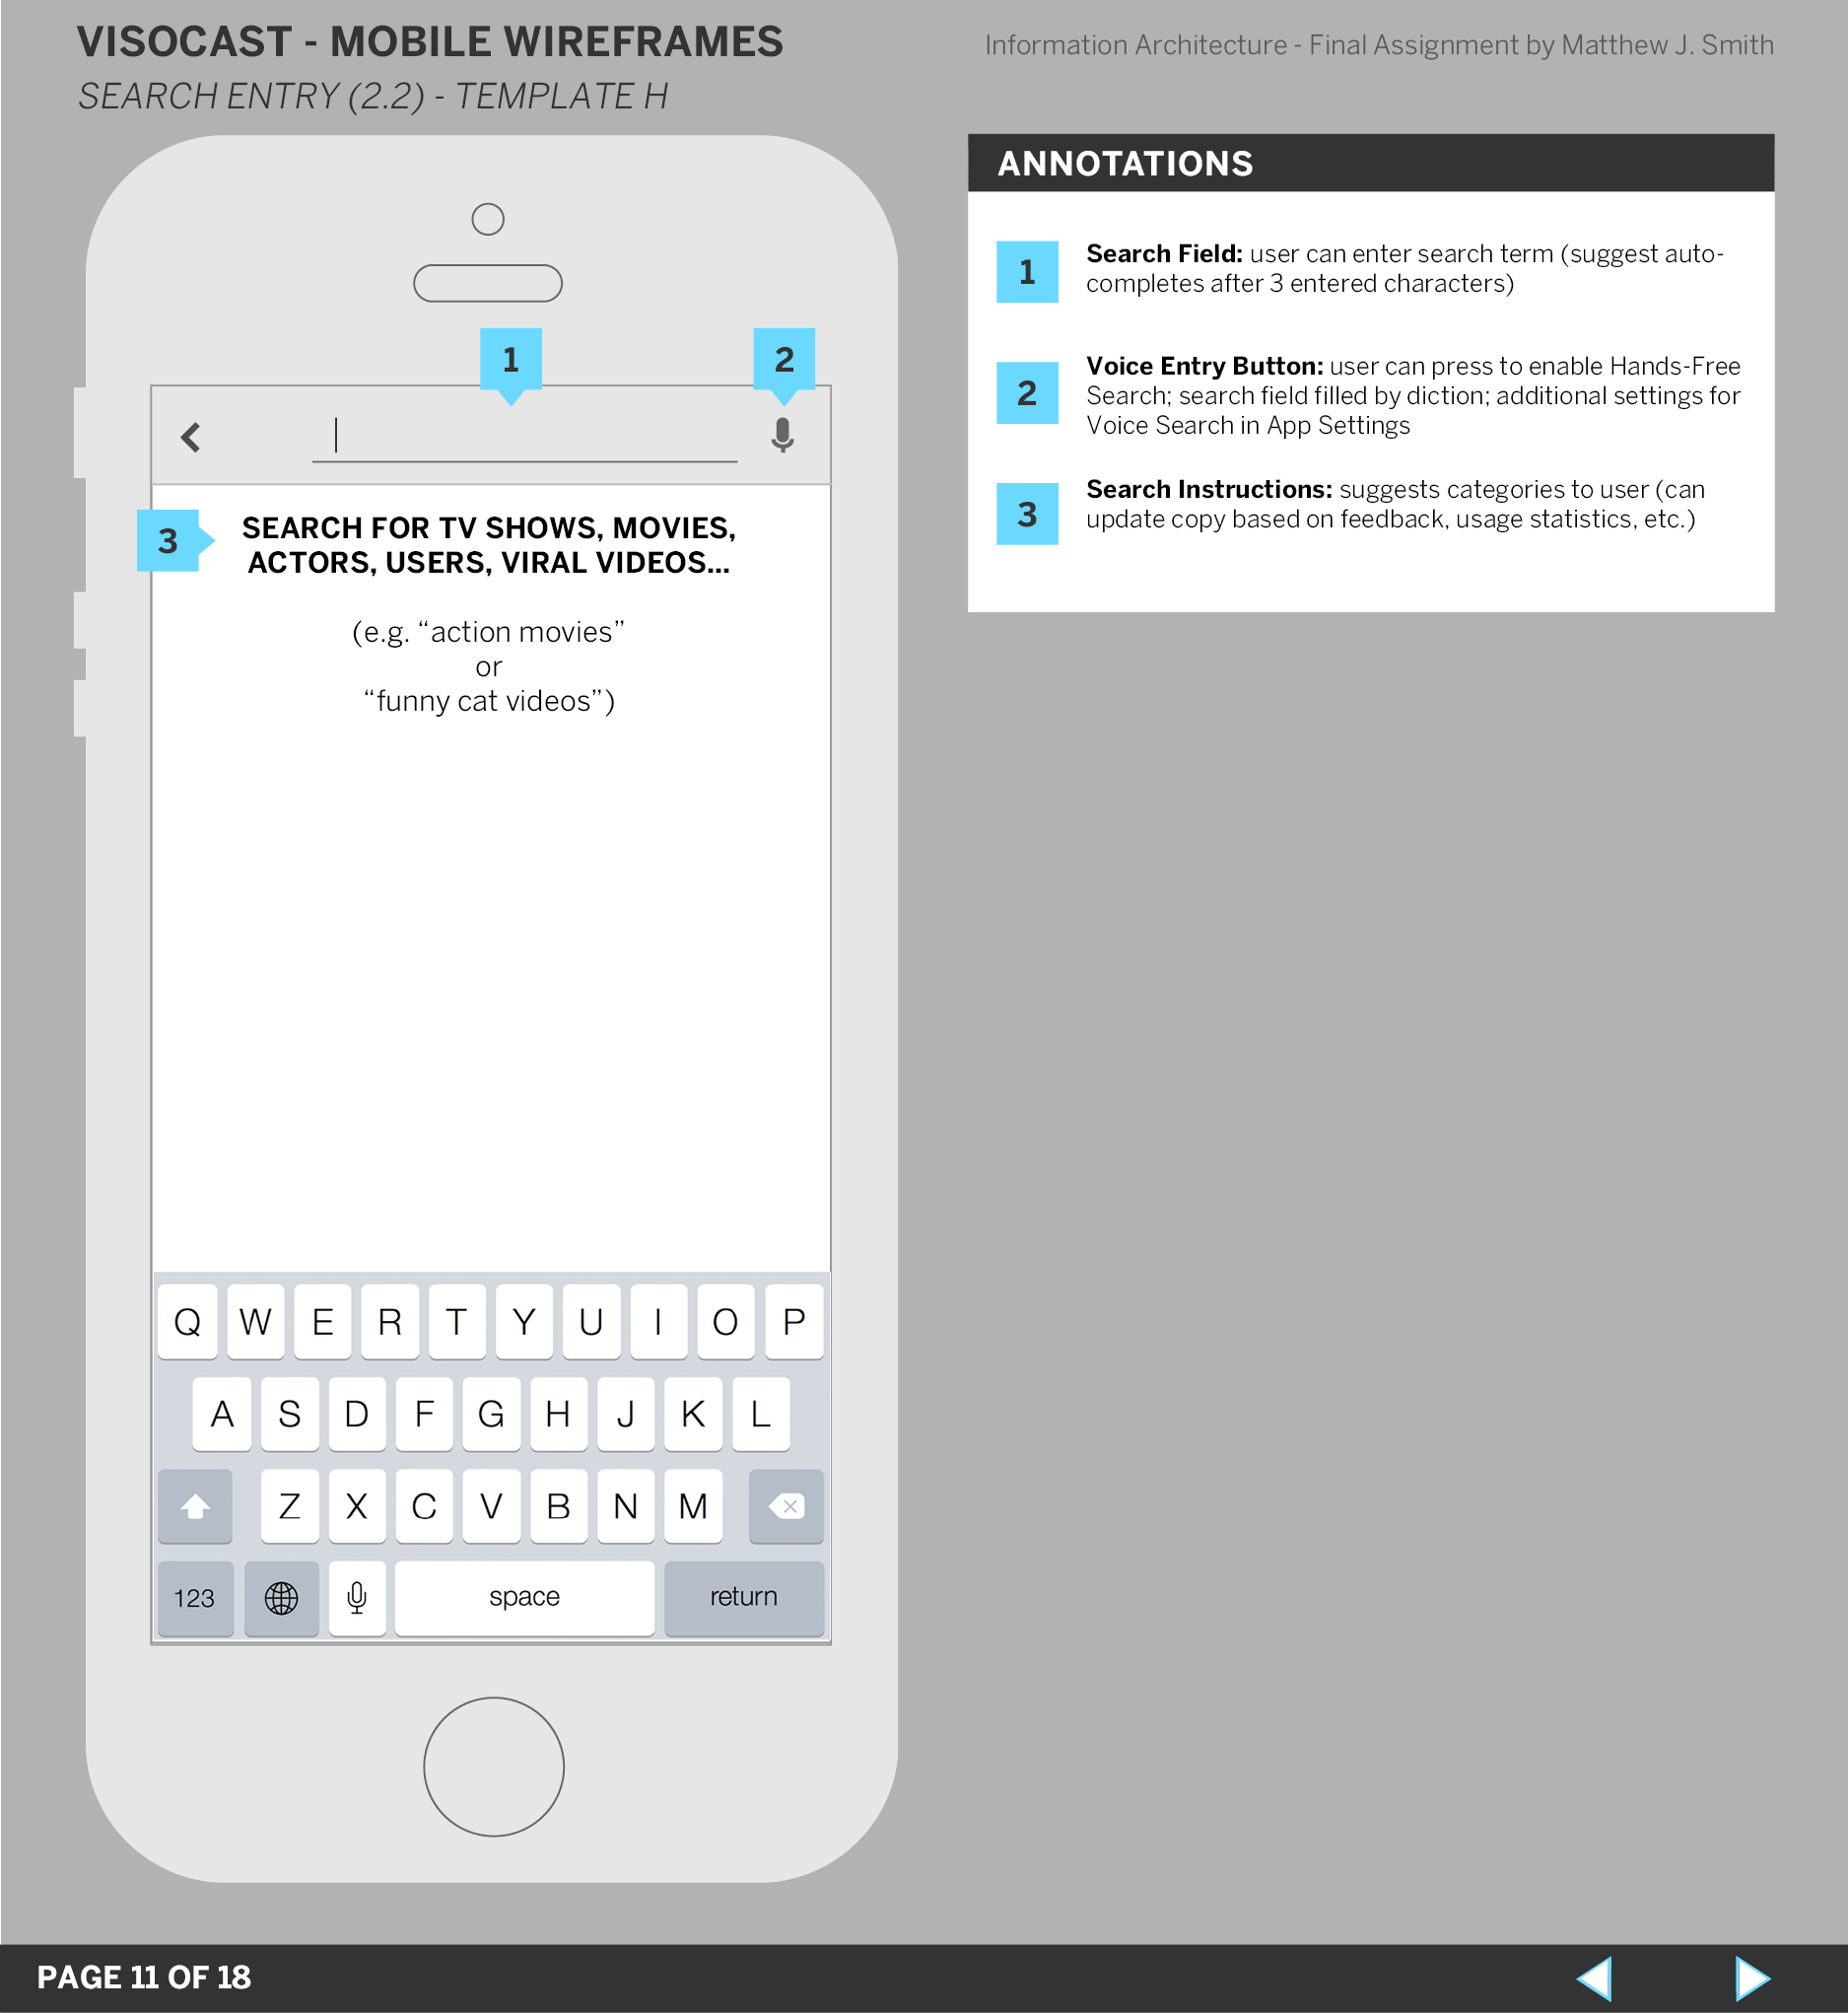 VISOCAST - MOBILE WIREFRAMES
Information Architecture - Final Assignment by Matthew J. Smith
SEARCH ENTRY (2.2) - TEMPLATE H
1
2
3
SEARCH FOR TV SHOWS, MOVIES,
ACTORS, USERS, VIRAL VIDEOS...
(e.g. “action movies”
or
“funny cat videos”)
Q W E R T Y U I O P
A S D F G H J K L
Z X C V B N M
123 space return
ANNOTATIONS
1
Search Field: user can enter search term (suggest auto-
completes after 3 entered characters)
2
Voice Entry Button: user can press to enable Hands-Free
Search; search field filled by diction; additional settings for
Voice Search in App Settings
3
Search Instructions: suggests categories to user (can
update copy based on feedback, usage statistics, etc.)
PAGE 11 OF 18